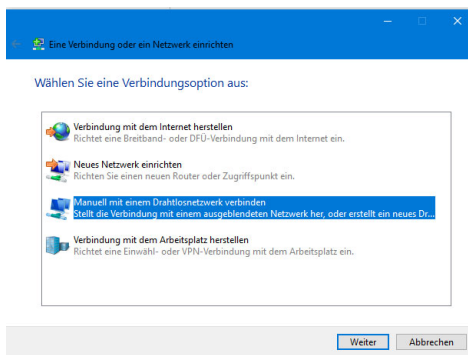 Eine Verbindung oder ein Netzwerk einrichten
Wählen Sie eine Verbindungsoption aus:
Verbindung mit dem Internet herstellen
Richtet eine Breitband- oder DFÜ-Verbindung mit dem Internet ein.
Neues Netzwerk einrichten
Richten Sie einen neuen Router oder Zugriffspunkt ein.
Manuell mit einem Drahtlosnetzwerk verbinden
Stellt die Verbindung mit einem ausgeblendeten Netzwerk her, oder erstellt ein neues Dr...
Verbindung mit dem Arbeitsplatz herstellen
Richtet eine Einwähl- oder VPN-Verbindung mit dem Arbeitsplatz ein.
Weiter Abbrechen